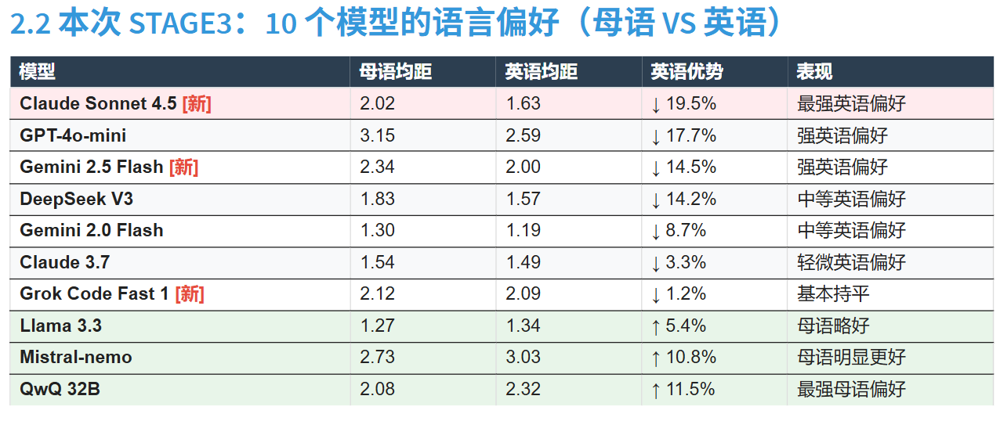 2.2 本次 STAGE3：10 个模型的语言偏好（母语 VS 英语）
模型 母语均距 英语均距 英语优势 表现
Claude Sonnet 4.5 [新] 2.02 1.63 ↓ 19.5% 最强英语偏好
GPT-4o-mini 3.15 2.59 ↓ 17.7% 强英语偏好
Gemini 2.5 Flash [新] 2.34 2.00 ↓ 14.5% 强英语偏好
DeepSeek V3 1.83 1.57 ↓ 14.2% 中等英语偏好
Gemini 2.0 Flash 1.30 1.19 ↓ 8.7% 中等英语偏好
Claude 3.7 1.54 1.49 ↓ 3.3% 轻微英语偏好
Grok Code Fast 1 [新] 2.12 2.09 ↓ 1.2% 基本持平
Llama 3.3 1.27 1.34 ↑ 5.4% 母语略好
Mistral-nemo 2.73 3.03 ↑ 10.8% 母语明显更好
QwQ 32B 2.08 2.32 ↑ 11.5% 最强母语偏好